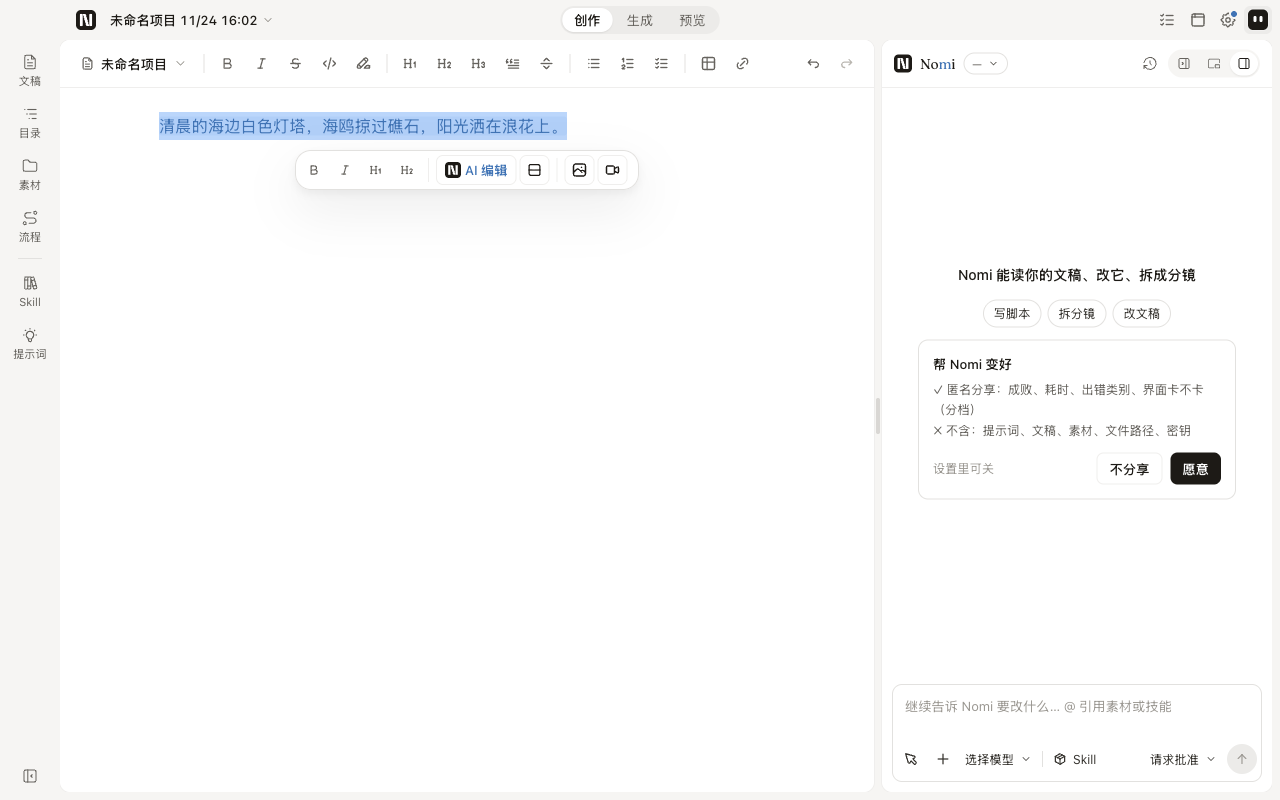 未命名项目 11/24 16:02
创作
生成
预览
文稿
目录
素材
流程
Skill
提示词
未命名项目
B I S H1 H2 H3
清晨的海边白色灯塔，海鸥掠过礁石，阳光洒在浪花上。
B I H1 H2 AI 编辑
Nomi —
Nomi 能读你的文稿、改它、拆成分镜
写脚本
拆分镜
改文稿
帮 Nomi 变好
✓ 匿名分享：成败、耗时、出错类别、界面卡不卡
（分档）
✕ 不含：提示词、文稿、素材、文件路径、密钥
设置里可关
不分享
愿意
继续告诉 Nomi 要改什么... @ 引用素材或技能
选择模型
Skill
请求批准